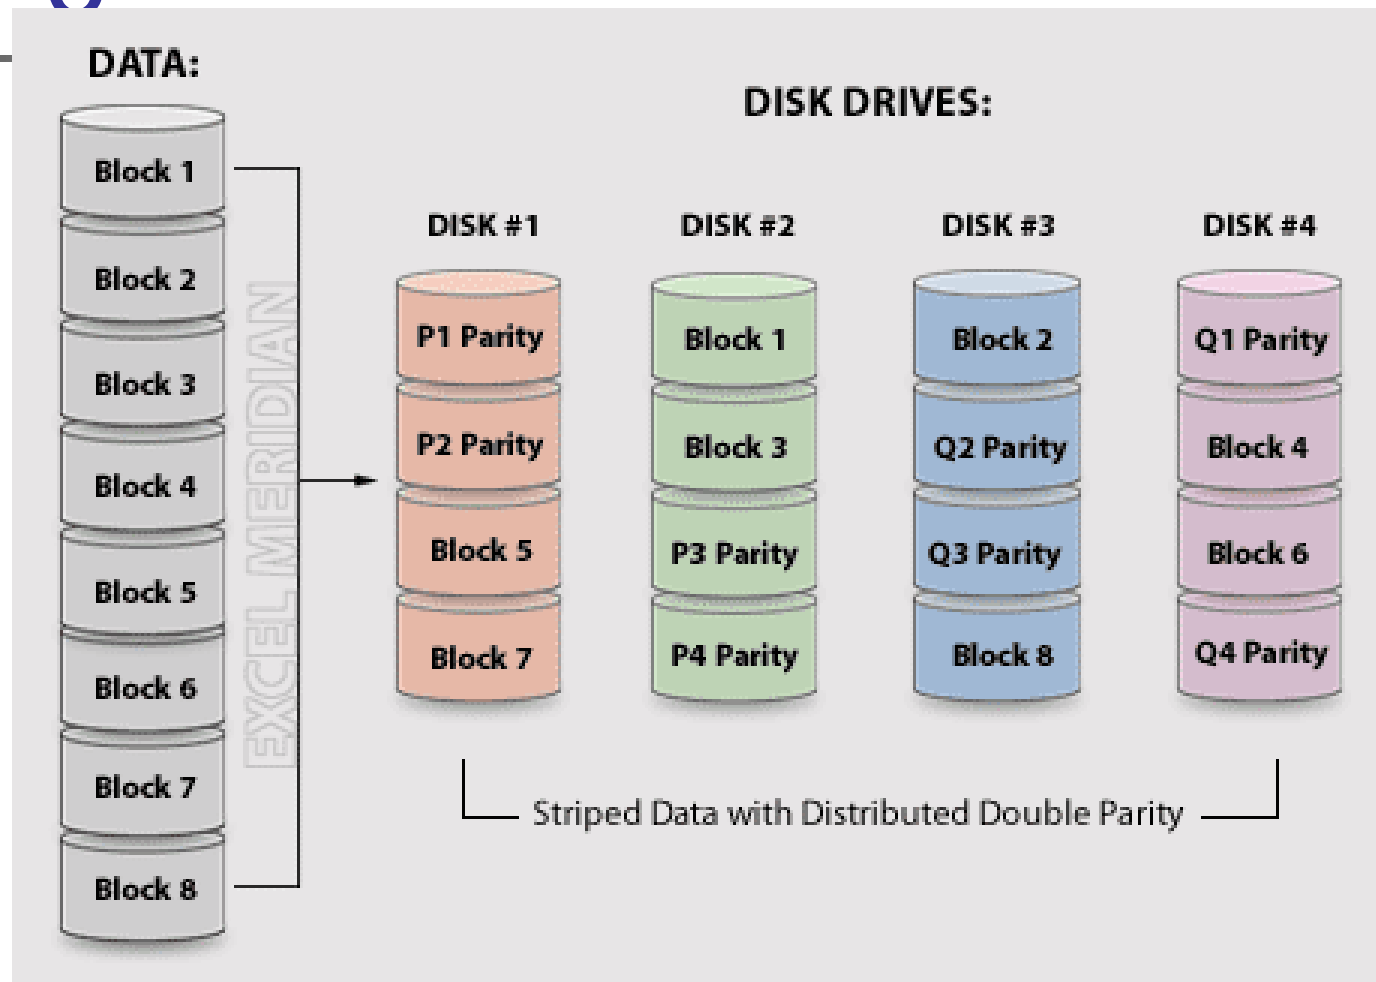 DATA:
Block 1
Block 2
Block 3
Block 4
Block 5
Block 6
Block 7
Block 8
EXCEL MERIDIAN
DISK DRIVES:
DISK #1
P1 Parity
P2 Parity
Block 5
Block 7
DISK #2
Block 1
Block 3
P3 Parity
P4 Parity
DISK #3
Block 2
Q2 Parity
Q3 Parity
Block 8
DISK #4
Q1 Parity
Block 4
Block 6
Q4 Parity
Striped Data with Distributed Double Parity